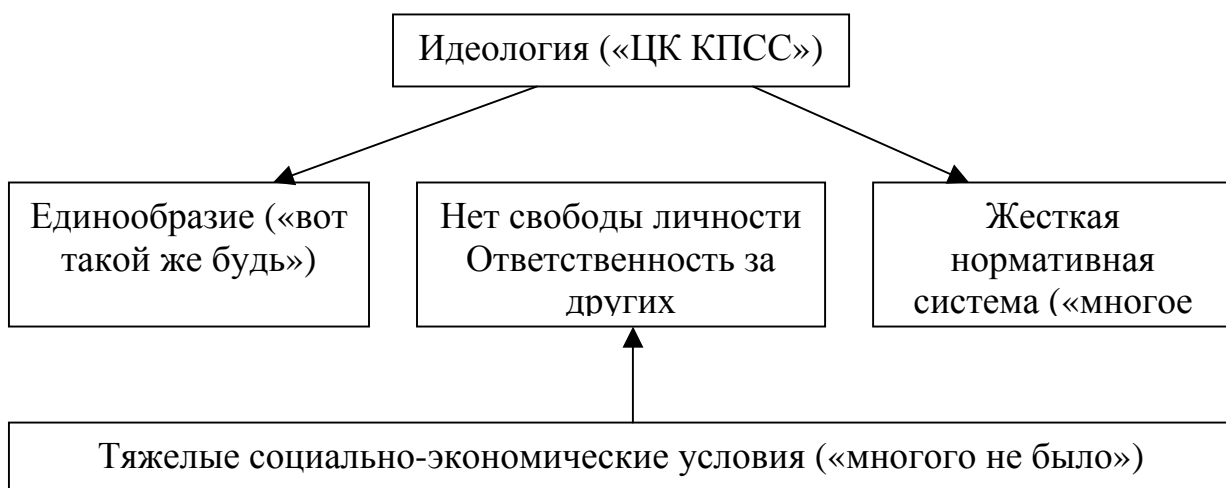 Идеология («ЦК КПСС»)
Единообразие («вот
такой же будь»)
Нет свободы личности
Ответственность за
других
Жесткая
нормативная
система («многое
Тяжелые социально-экономические условия («многого не было»)